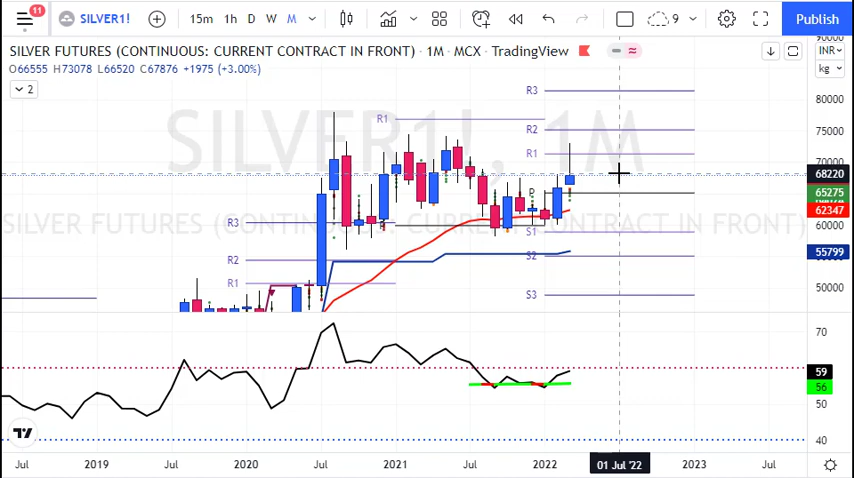 11
SILVER1!
15m 1h D W M
9
Publish
SILVER FUTURES (CONTINUOUS: CURRENT CONTRACT IN FRONT) · 1M · MCX · TradingView
INR
kg
O66555 H73078 L66520 C67876 +1975 (+3.00%)
2
90000
80000
75000
70000
68220
65275
62347
60000
55799
50000
SILVER1!, 1M
SILVER FUTURES (CONTINUOUS: CURRENT CONTRACT IN FRONT)
R3
R2
R1
R1
R3
R2
R1
P
S1
S2
S3
70
59
56
50
40
Jul 2019 Jul 2020 Jul 2021 Jul 2022 01 Jul '22 2023 Jul